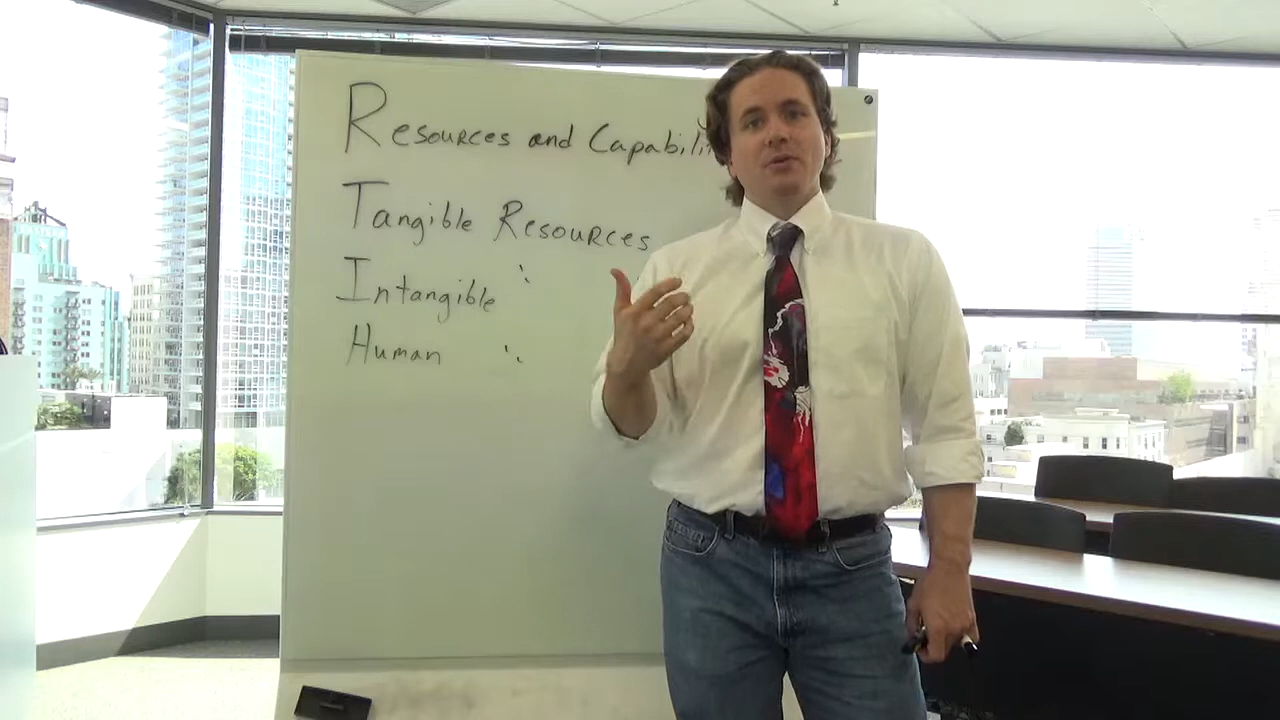 Resources and Capabili
Tangible Resources
Intangible "
Human "